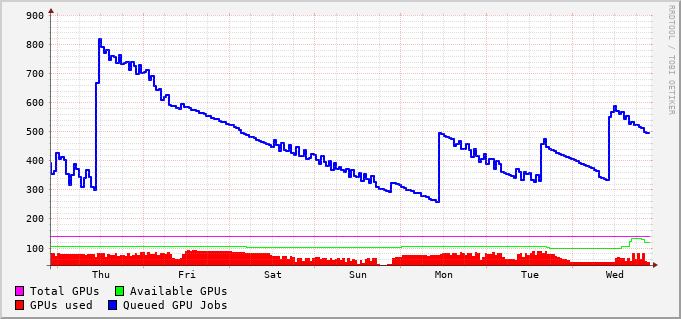 900
800
700
600
500
400
300
200
100
Thu Fri Sat Sun Mon Tue Wed
Total GPUs Available GPUs
GPUs used Queued GPU Jobs
RRDTOOL / TOBI OETIKER